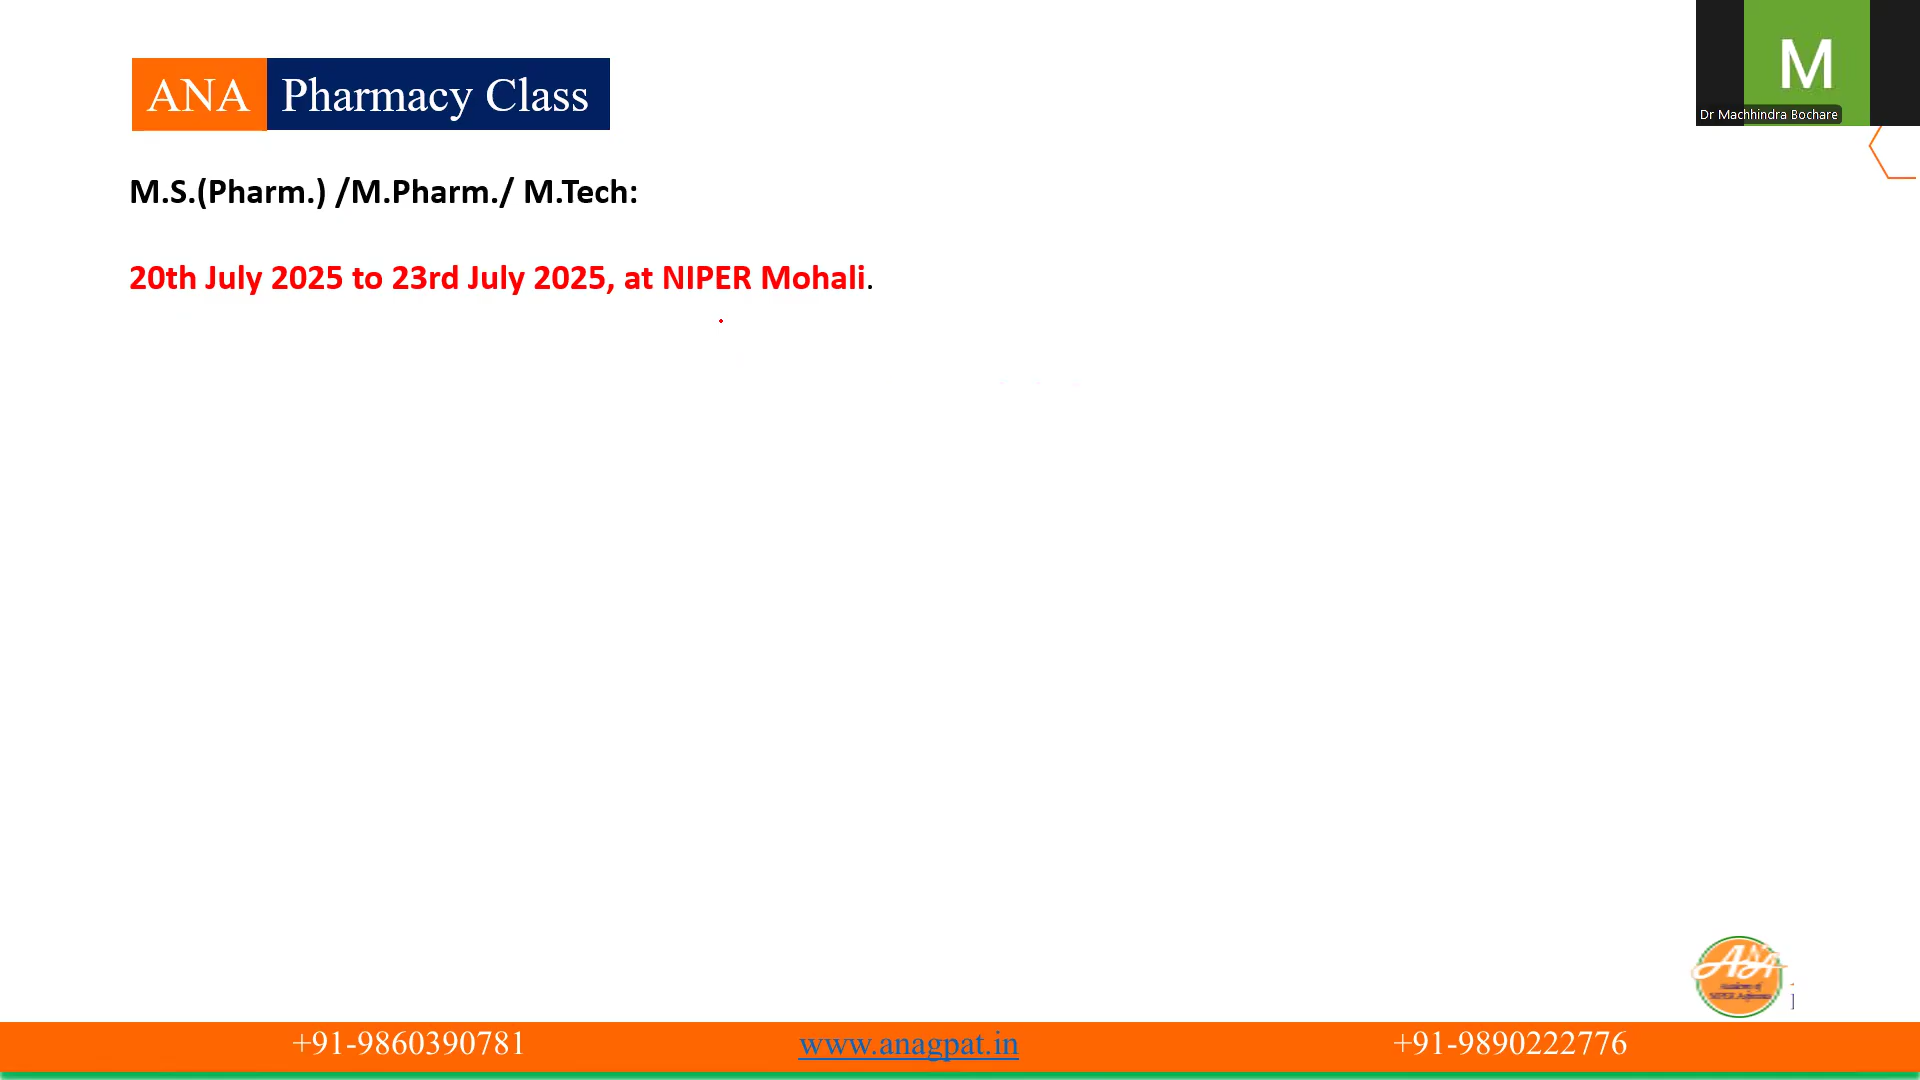 ANA Pharmacy Class
M
Dr Machhindra Bochare
M.S.(Pharm.) /M.Pharm./ M.Tech:
20th July 2025 to 23rd July 2025, at NIPER Mohali.
ANA
+91-9860390781
www.anagpat.in
+91-9890222776